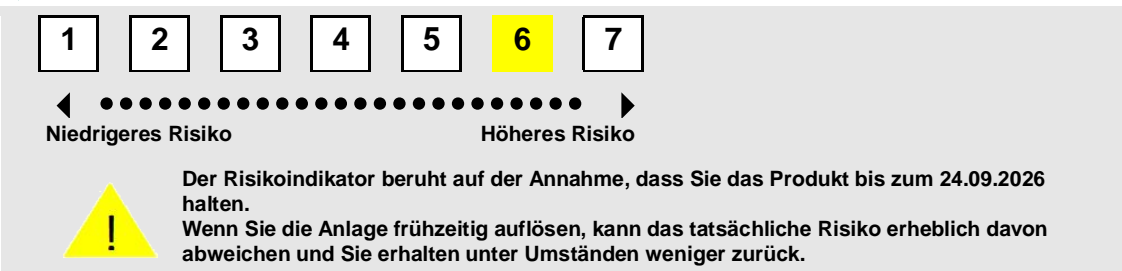 1 2 3 4 5 6 7
Niedrigeres Risiko Höheres Risiko
Der Risikoindikator beruht auf der Annahme, dass Sie das Produkt bis zum 24.09.2026
halten.
Wenn Sie die Anlage frühzeitig auflösen, kann das tatsächliche Risiko erheblich davon
abweichen und Sie erhalten unter Umständen weniger zurück.
!